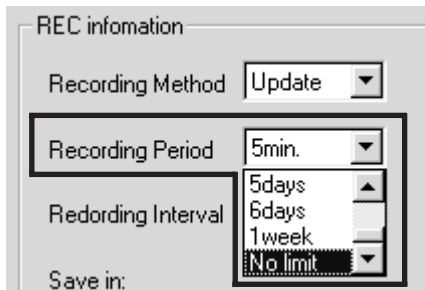 REC infomation
Recording Method Update
Recording Period 5min.
5days
6days
Redording Interval
1week
No limit
Save in: